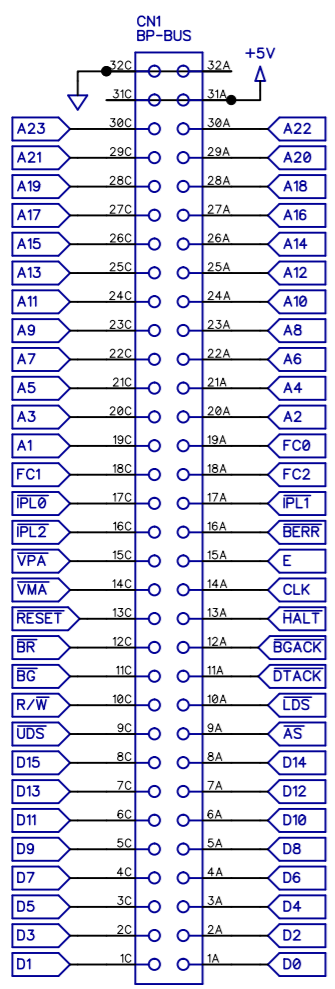 CN1
BP-BUS
+5V
32C 32A
31C 31A
A23 30C 30A A22
A21 29C 29A A20
A19 28C 28A A18
A17 27C 27A A16
A15 26C 26A A14
A13 25C 25A A12
A11 24C 24A A10
A9 23C 23A A8
A7 22C 22A A6
A5 21C 21A A4
A3 20C 20A A2
A1 19C 19A FC0
FC1 18C 18A FC2
IPL0 17C 17A IPL1
IPL2 16C 16A BERR
VPA 15C 15A E
VMA 14C 14A CLK
RESET 13C 13A HALT
BR 12C 12A BGACK
BG 11C 11A DTACK
R/W 10C 10A LDS
UDS 9C 9A AS
D15 8C 8A D14
D13 7C 7A D12
D11 6C 6A D10
D9 5C 5A D8
D7 4C 4A D6
D5 3C 3A D4
D3 2C 2A D2
D1 1C 1A D0